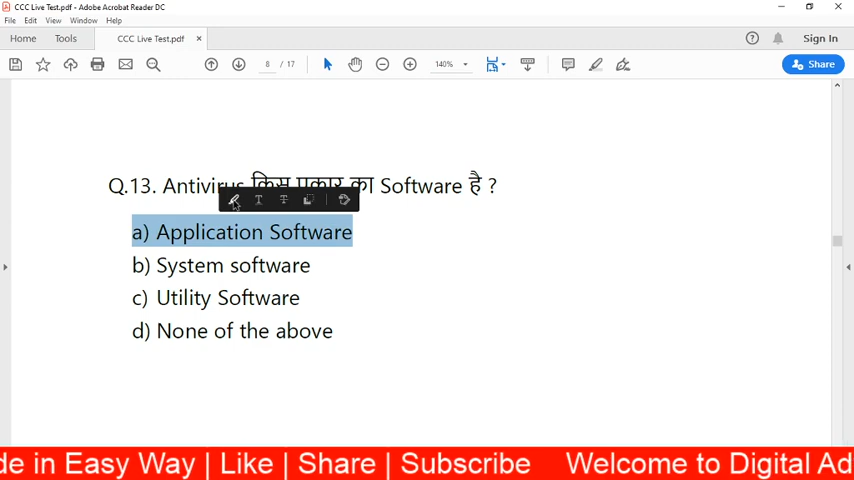 CCC Live Test.pdf - Adobe Acrobat Reader DC
File Edit View Window Help
Home Tools CCC Live Test.pdf × Sign In
8 / 17 140% Share
Q.13. Antivirus किस प्रकार का Software है ?
a) Application Software
b) System software
c) Utility Software
d) None of the above
de in Easy Way | Like | Share | Subscribe Welcome to Digital Ad